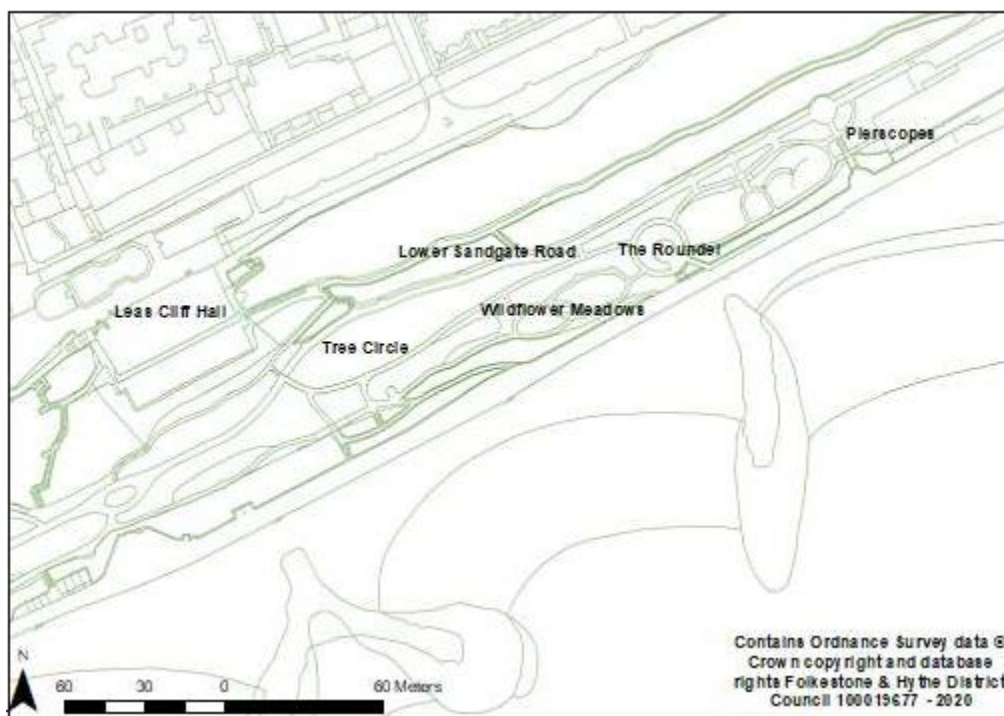 Pierscopes
Lower Sandgate Road
The Roundel
Leas Cliff Hall
Wildflower Meadows
Tree Circle
N
60 30 0 60 Meters
Contains Ordnance Survey data ©
Crown copyright and database
rights Folkestone & Hythe District
Council 100019677 - 2020